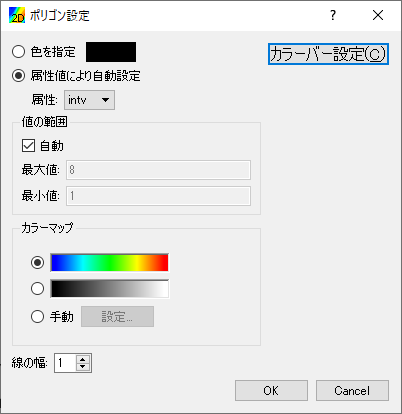 2D ポリゴン設定 ? ×
色を指定
カラーバー設定(C)
属性値により自動設定
属性: intv
値の範囲
自動
最大値: 8
最小値: 1
カラーマップ
手動 設定...
線の幅: 1
OK Cancel